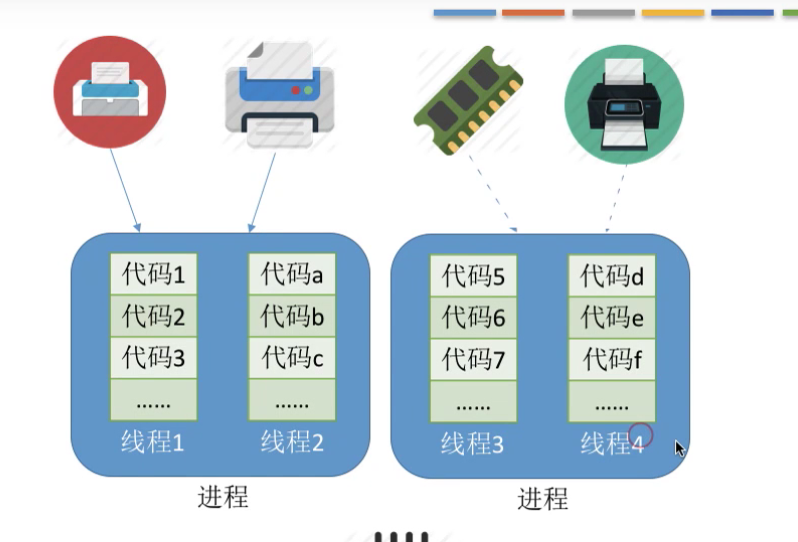 代码1
代码2
代码3
……
线程1
代码a
代码b
代码c
……
线程2
进程
代码5
代码6
代码7
……
线程3
代码d
代码e
代码f
……
线程4
进程